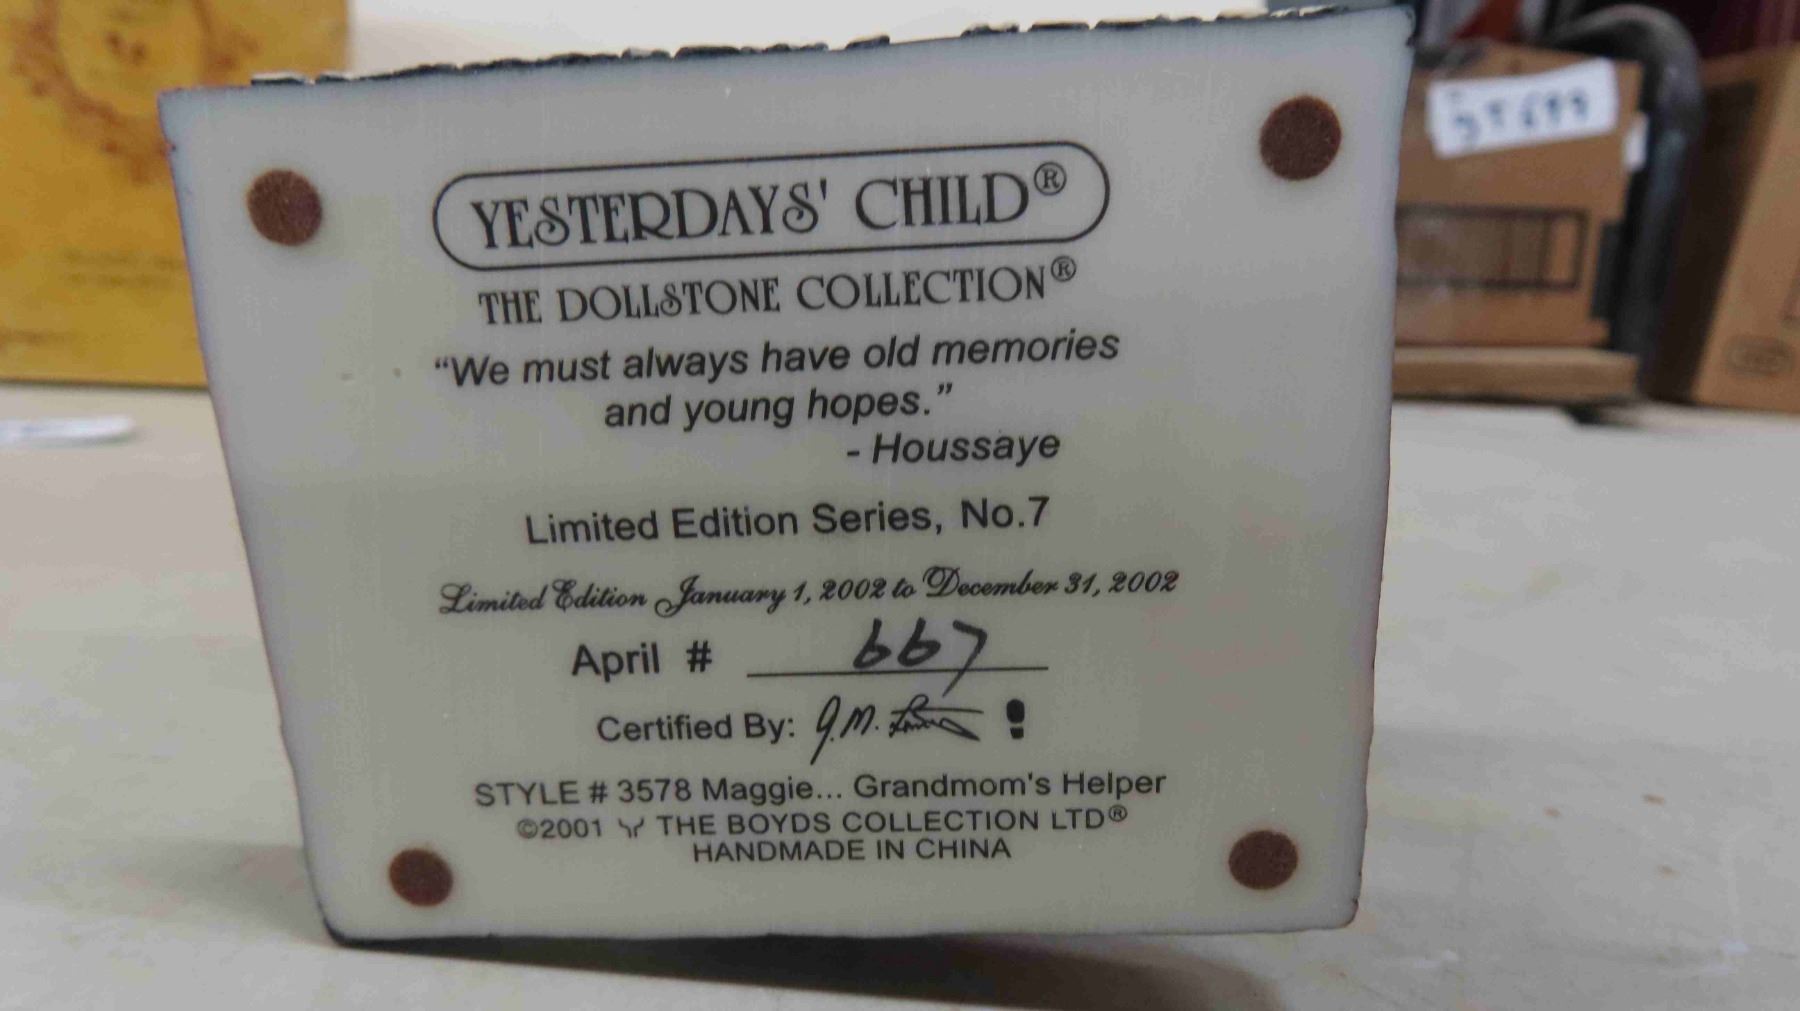 YESTERDAYS' CHILD®
THE DOLLSTONE COLLECTION®
“We must always have old memories
and young hopes.”
- Houssaye
Limited Edition Series, No.7
Limited Edition January 1, 2002 to December 31, 2002
April # 667
Certified By: J.M. !
STYLE # 3578 Maggie... Grandmom's Helper
©2001 THE BOYDS COLLECTION LTD®
HANDMADE IN CHINA